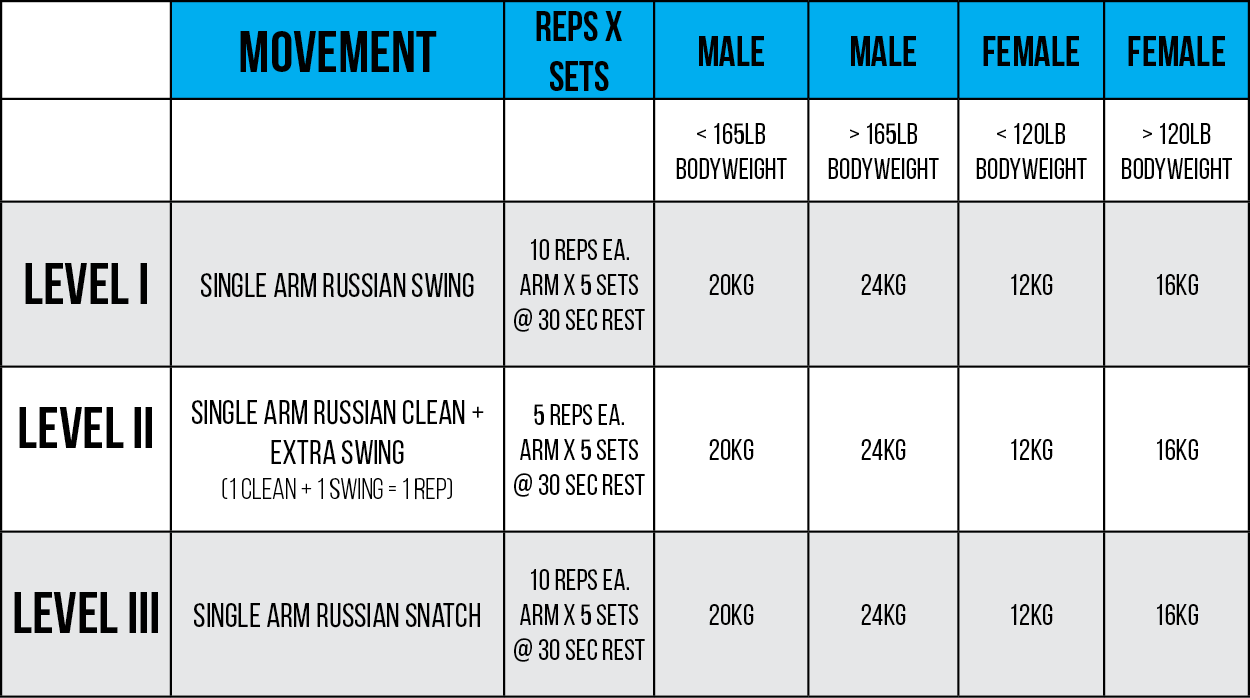 MOVEMENT
REPS X
SETS
MALE
MALE
FEMALE
FEMALE
< 165LB
BODYWEIGHT
> 165LB
BODYWEIGHT
< 120LB
BODYWEIGHT
> 120LB
BODYWEIGHT
LEVEL I
SINGLE ARM RUSSIAN SWING
10 REPS EA.
ARM X 5 SETS
@ 30 SEC REST
20KG
24KG
12KG
16KG
LEVEL II
SINGLE ARM RUSSIAN CLEAN +
EXTRA SWING
(1 CLEAN + 1 SWING = 1 REP)
5 REPS EA.
ARM X 5 SETS
@ 30 SEC REST
20KG
24KG
12KG
16KG
LEVEL III
SINGLE ARM RUSSIAN SNATCH
10 REPS EA.
ARM X 5 SETS
@ 30 SEC REST
20KG
24KG
12KG
16KG